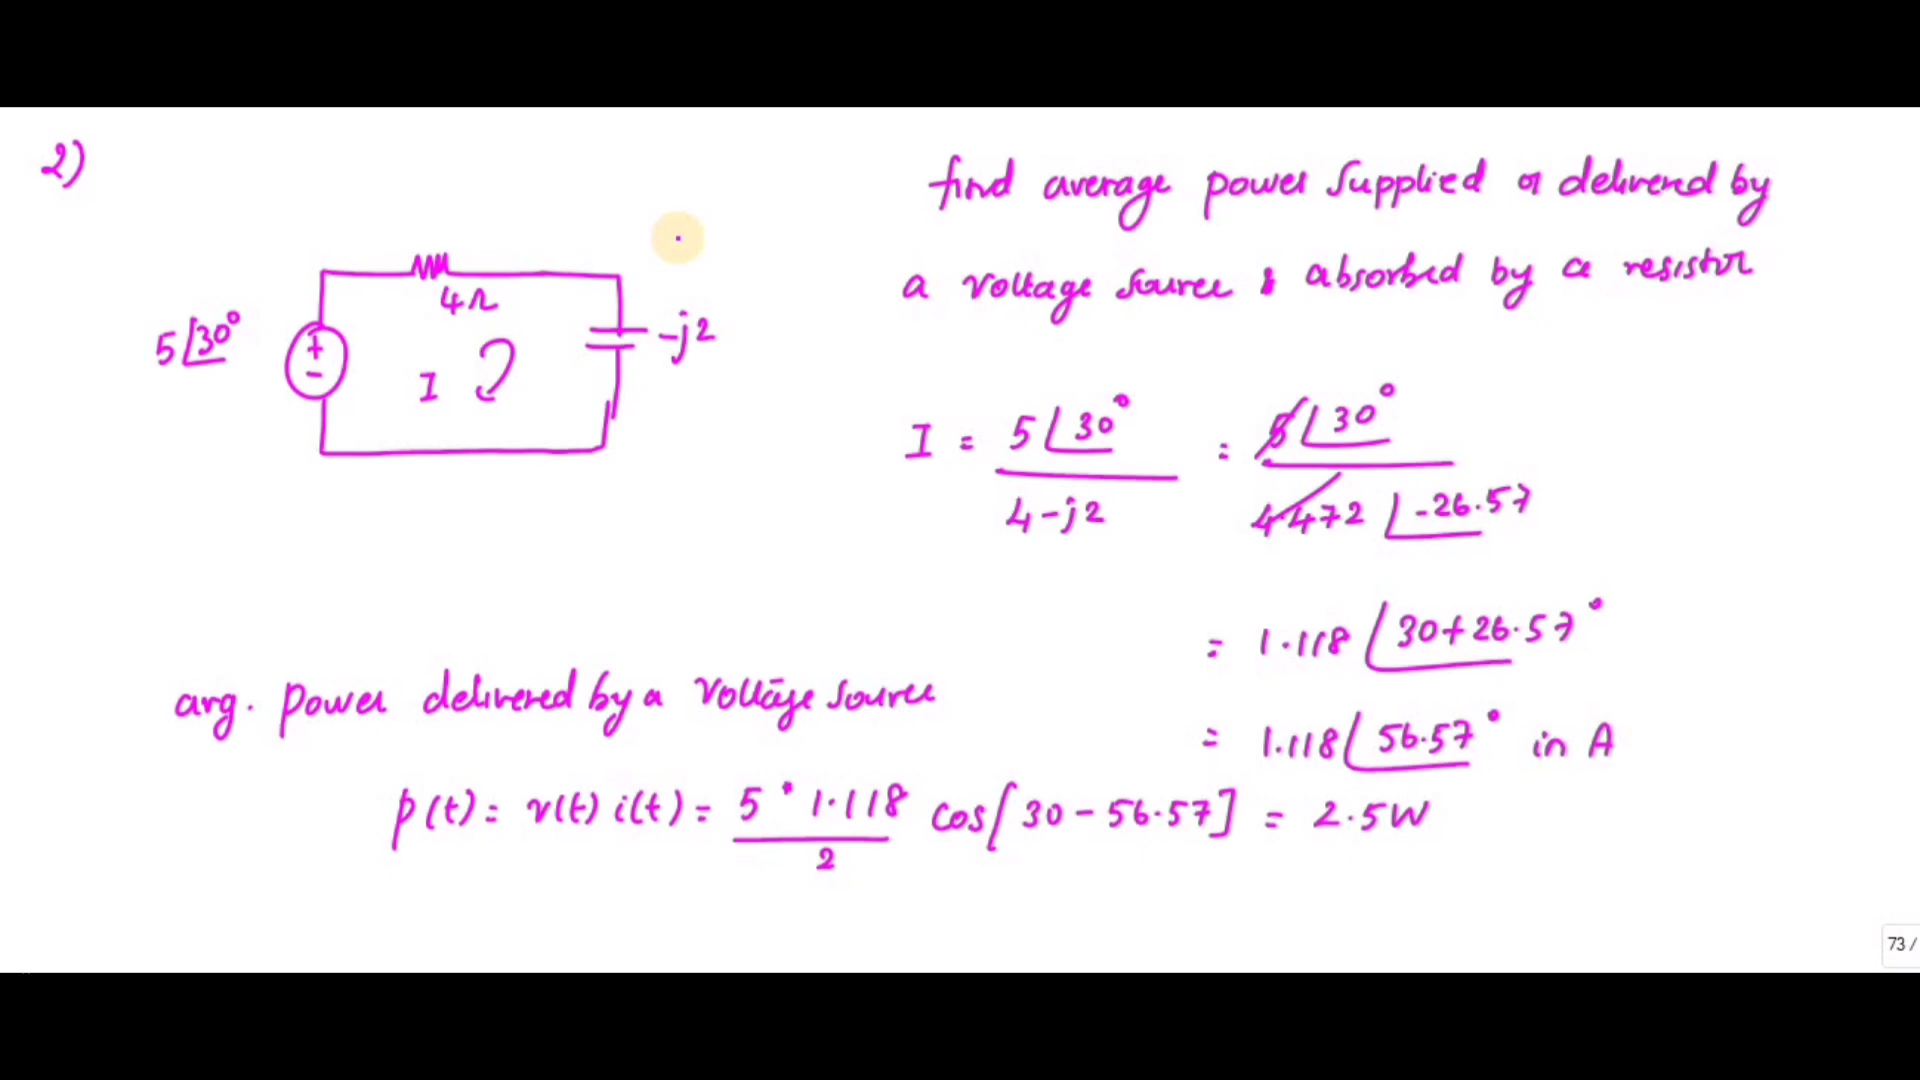 2)
find average power supplied or delivered by
a voltage source & absorbed by a resistor
4Ω
5∠30°
+
-
I
-j2
I = 5∠30° / 4-j2 = 5∠30° / 4.472∠-26.57
= 1.118∠30+26.57°
= 1.118∠56.57° in A
avg. power delivered by a voltage source
p(t) = v(t) i(t) = 5 * 1.118 / 2 cos[30 - 56.57] = 2.5W
73 /